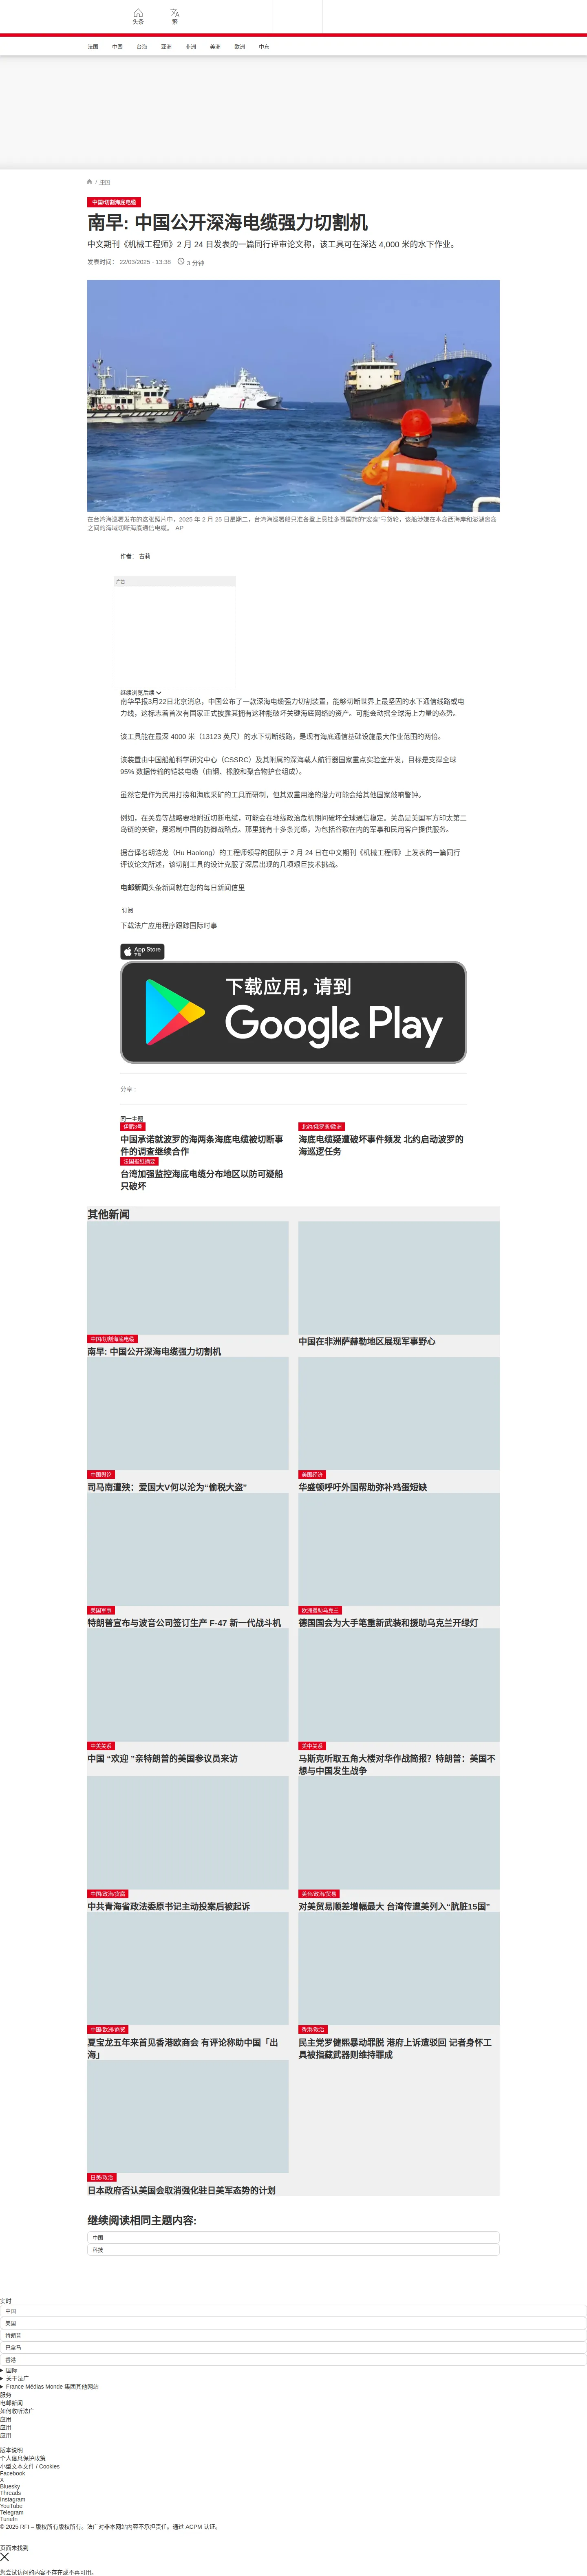 头条
繁
法国 中国 台海 亚洲 非洲 美洲 欧洲 中东
/ 中国
中国/切割海底电缆
南早: 中国公开深海电缆强力切割机
中文期刊《机械工程师》2 月 24 日发表的一篇同行评审论文称，该工具可在深达 4,000 米的水下作业。
发表时间： 22/03/2025 - 13:38 3 分钟
在台湾海巡署发布的这张照片中，2025 年 2 月 25 日星期二，台湾海巡署船只准备登上悬挂多哥国旗的“宏泰”号货轮，该船涉嫌在本岛西海岸和澎湖离岛
之间的海域切断海底通信电缆。 AP
作者： 古莉
广告
继续浏览后续
南华早报3月22日北京消息，中国公布了一款深海电缆强力切割装置，能够切断世界上最坚固的水下通信线路或电
力线，这标志着首次有国家正式披露其拥有这种能破坏关键海底网络的资产。可能会动摇全球海上力量的态势。
该工具能在最深 4000 米（13123 英尺）的水下切断线路，是现有海底通信基础设施最大作业范围的两倍。
该装置由中国船舶科学研究中心（CSSRC）及其附属的深海载人航行器国家重点实验室开发，目标是支撑全球
95% 数据传输的铠装电缆（由钢、橡胶和聚合物护套组成）。
虽然它是作为民用打捞和海底采矿的工具而研制，但其双重用途的潜力可能会给其他国家敲响警钟。
例如，在关岛等战略要地附近切断电缆，可能会在地缘政治危机期间破坏全球通信稳定。关岛是美国军方印太第二
岛链的关键，是遏制中国的防御战略点。那里拥有十多条光缆，为包括谷歌在内的军事和民用客户提供服务。
据音译名胡浩龙（Hu Haolong）的工程师领导的团队于 2 月 24 日在中文期刊《机械工程师》上发表的一篇同行
评议论文所述，该切削工具的设计克服了深层出现的几项艰巨技术挑战。
电邮新闻头条新闻就在您的每日新闻信里
订阅
下载法广应用程序跟踪国际时事
App Store
下载
下载应用，请到
Google Play
分享 :
同一主题
伊鹏3号
中国承诺就波罗的海两条海底电缆被切断事
件的调查继续合作
北约/俄罗斯/欧洲
海底电缆疑遭破坏事件频发 北约启动波罗的
海巡逻任务
法国报纸摘要
台湾加强监控海底电缆分布地区以防可疑船
只破坏
其他新闻
中国/切割海底电缆
南早: 中国公开深海电缆强力切割机
中国在非洲萨赫勒地区展现军事野心
中国舆论
司马南遭殃：爱国大V何以沦为“偷税大盗”
美国经济
华盛顿呼吁外国帮助弥补鸡蛋短缺
美国军事
特朗普宣布与波音公司签订生产 F-47 新一代战斗机
欧洲援助乌克兰
德国国会为大手笔重新武装和援助乌克兰开绿灯
中美关系
中国 “欢迎 ”亲特朗普的美国参议员来访
美中关系
马斯克听取五角大楼对华作战简报？特朗普：美国不
想与中国发生战争
中国/政治/贪腐
中共青海省政法委原书记主动投案后被起诉
美台/政治/贸易
对美贸易顺差增幅最大 台湾传遭美列入“肮脏15国”
中国/欧洲/商贸
夏宝龙五年来首见香港欧商会 有评论称助中国「出
海」
香港/政治
民主党罗健熙暴动罪脱 港府上诉遭驳回 记者身怀工
具被指藏武器则维持罪成
日美/政治
日本政府否认美国会取消强化驻日美军态势的计划
继续阅读相同主题内容:
中国
科技
实时
中国
美国
特朗普
巴拿马
香港
国际
关于法广
France Médias Monde 集团其他网站
服务
电邮新闻
如何收听法广
应用
应用
应用
版本说明
个人信息保护政策
小型文本文件 / Cookies
Facebook
X
Bluesky
Threads
Instagram
YouTube
Telegram
TuneIn
© 2025 RFI – 版权所有版权所有。法广对非本网站内容不承担责任。通过 ACPM 认证。
页面未找到
您尝试访问的内容不存在或不再可用。